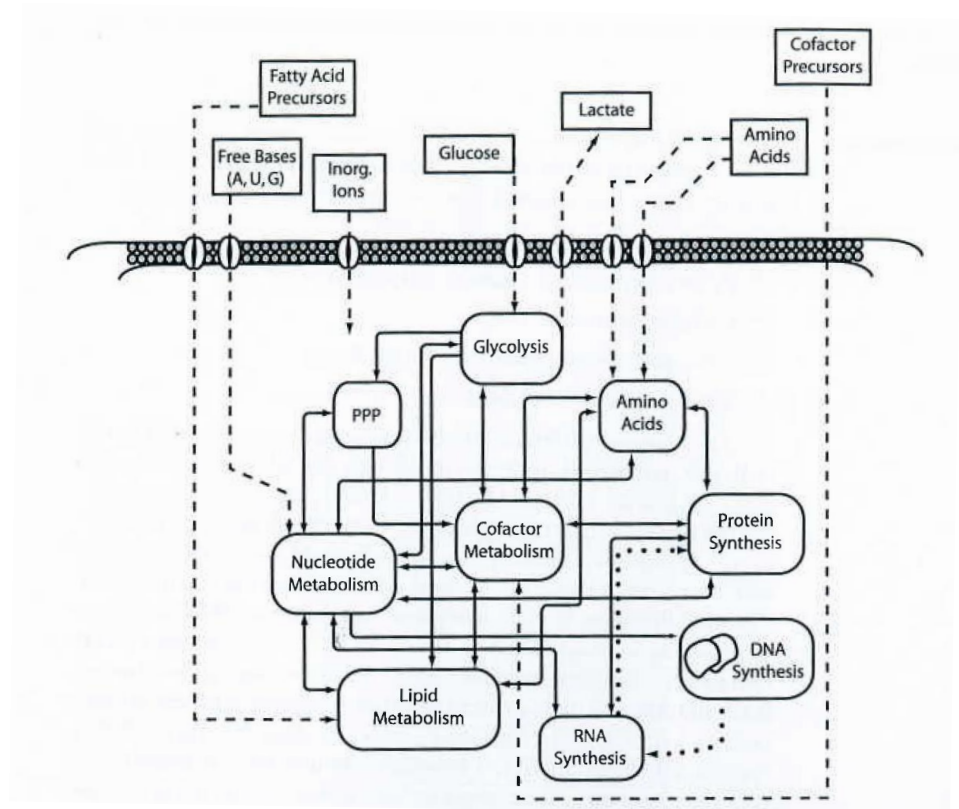 Cofactor
Precursors
Fatty Acid
Precursors
Lactate
Amino
Acids
Free Bases
(A, U, G)
Inorg.
Ions
Glucose
Glycolysis
PPP
Amino
Acids
Cofactor
Metabolism
Protein
Synthesis
Nucleotide
Metabolism
DNA
Synthesis
Lipid
Metabolism
RNA
Synthesis